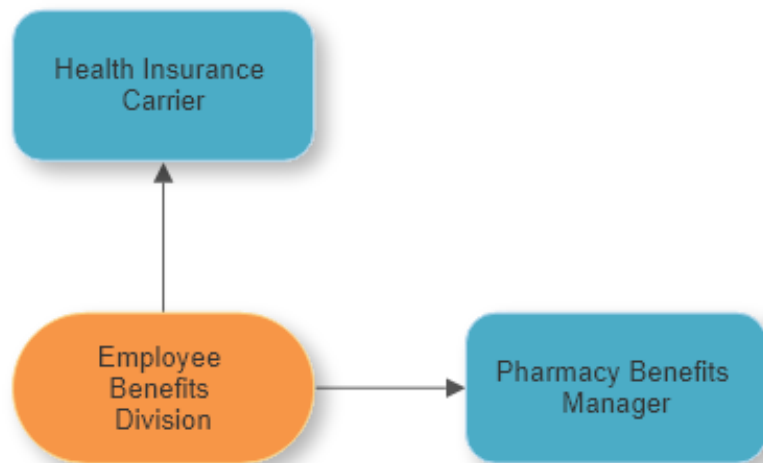 Health Insurance
Carrier
Employee
Benefits
Division
Pharmacy Benefits
Manager